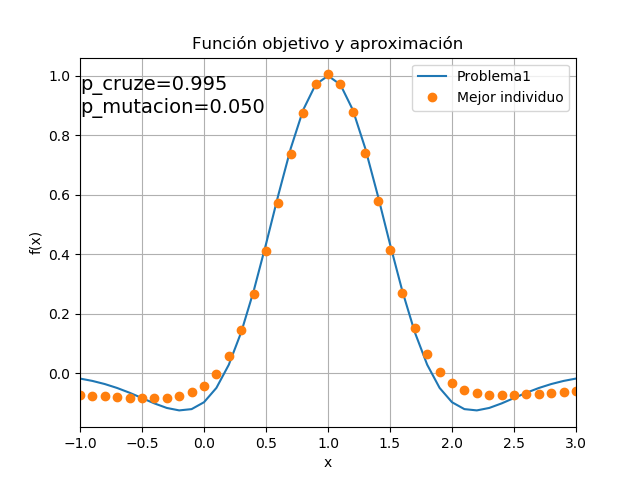 Función objetivo y aproximación
p_cruze=0.995
p_mutacion=0.050
Problema1
Mejor individuo
f(x)
1.0
0.8
0.6
0.4
0.2
0.0
−1.0 −0.5 0.0 0.5 1.0 1.5 2.0 2.5 3.0
x